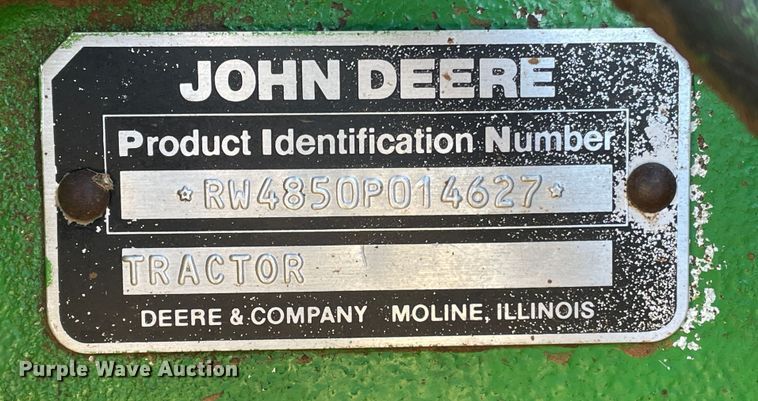 JOHN DEERE
Product Identification Number
☆RW4850P014627☆
TRACTOR
DEERE & COMPANY MOLINE, ILLINOIS
Purple Wave Auction